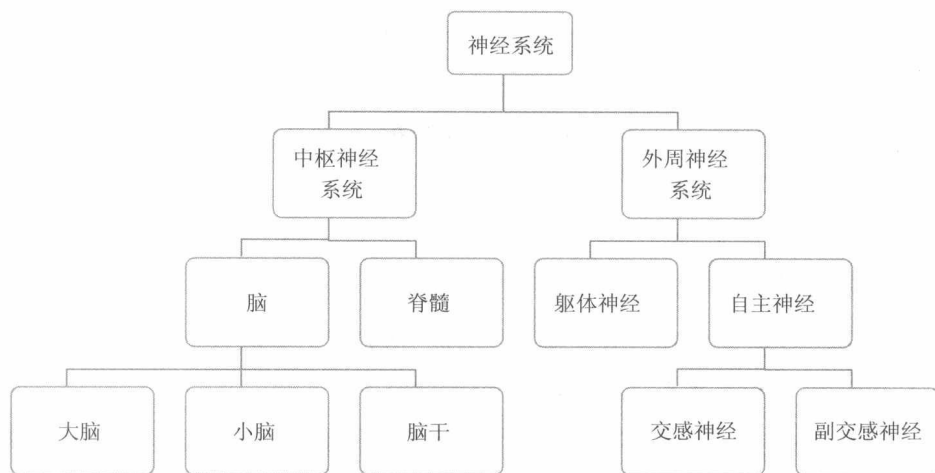 神经系统
中枢神经
系统
外周神经
系统
脑
脊髓
躯体神经
自主神经
大脑
小脑
脑干
交感神经
副交感神经